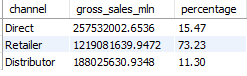 channel gross_sales_mln percentage
Direct 257532002.6536 15.47
Retailer 1219081639.9472 73.23
Distributor 188025630.9348 11.30